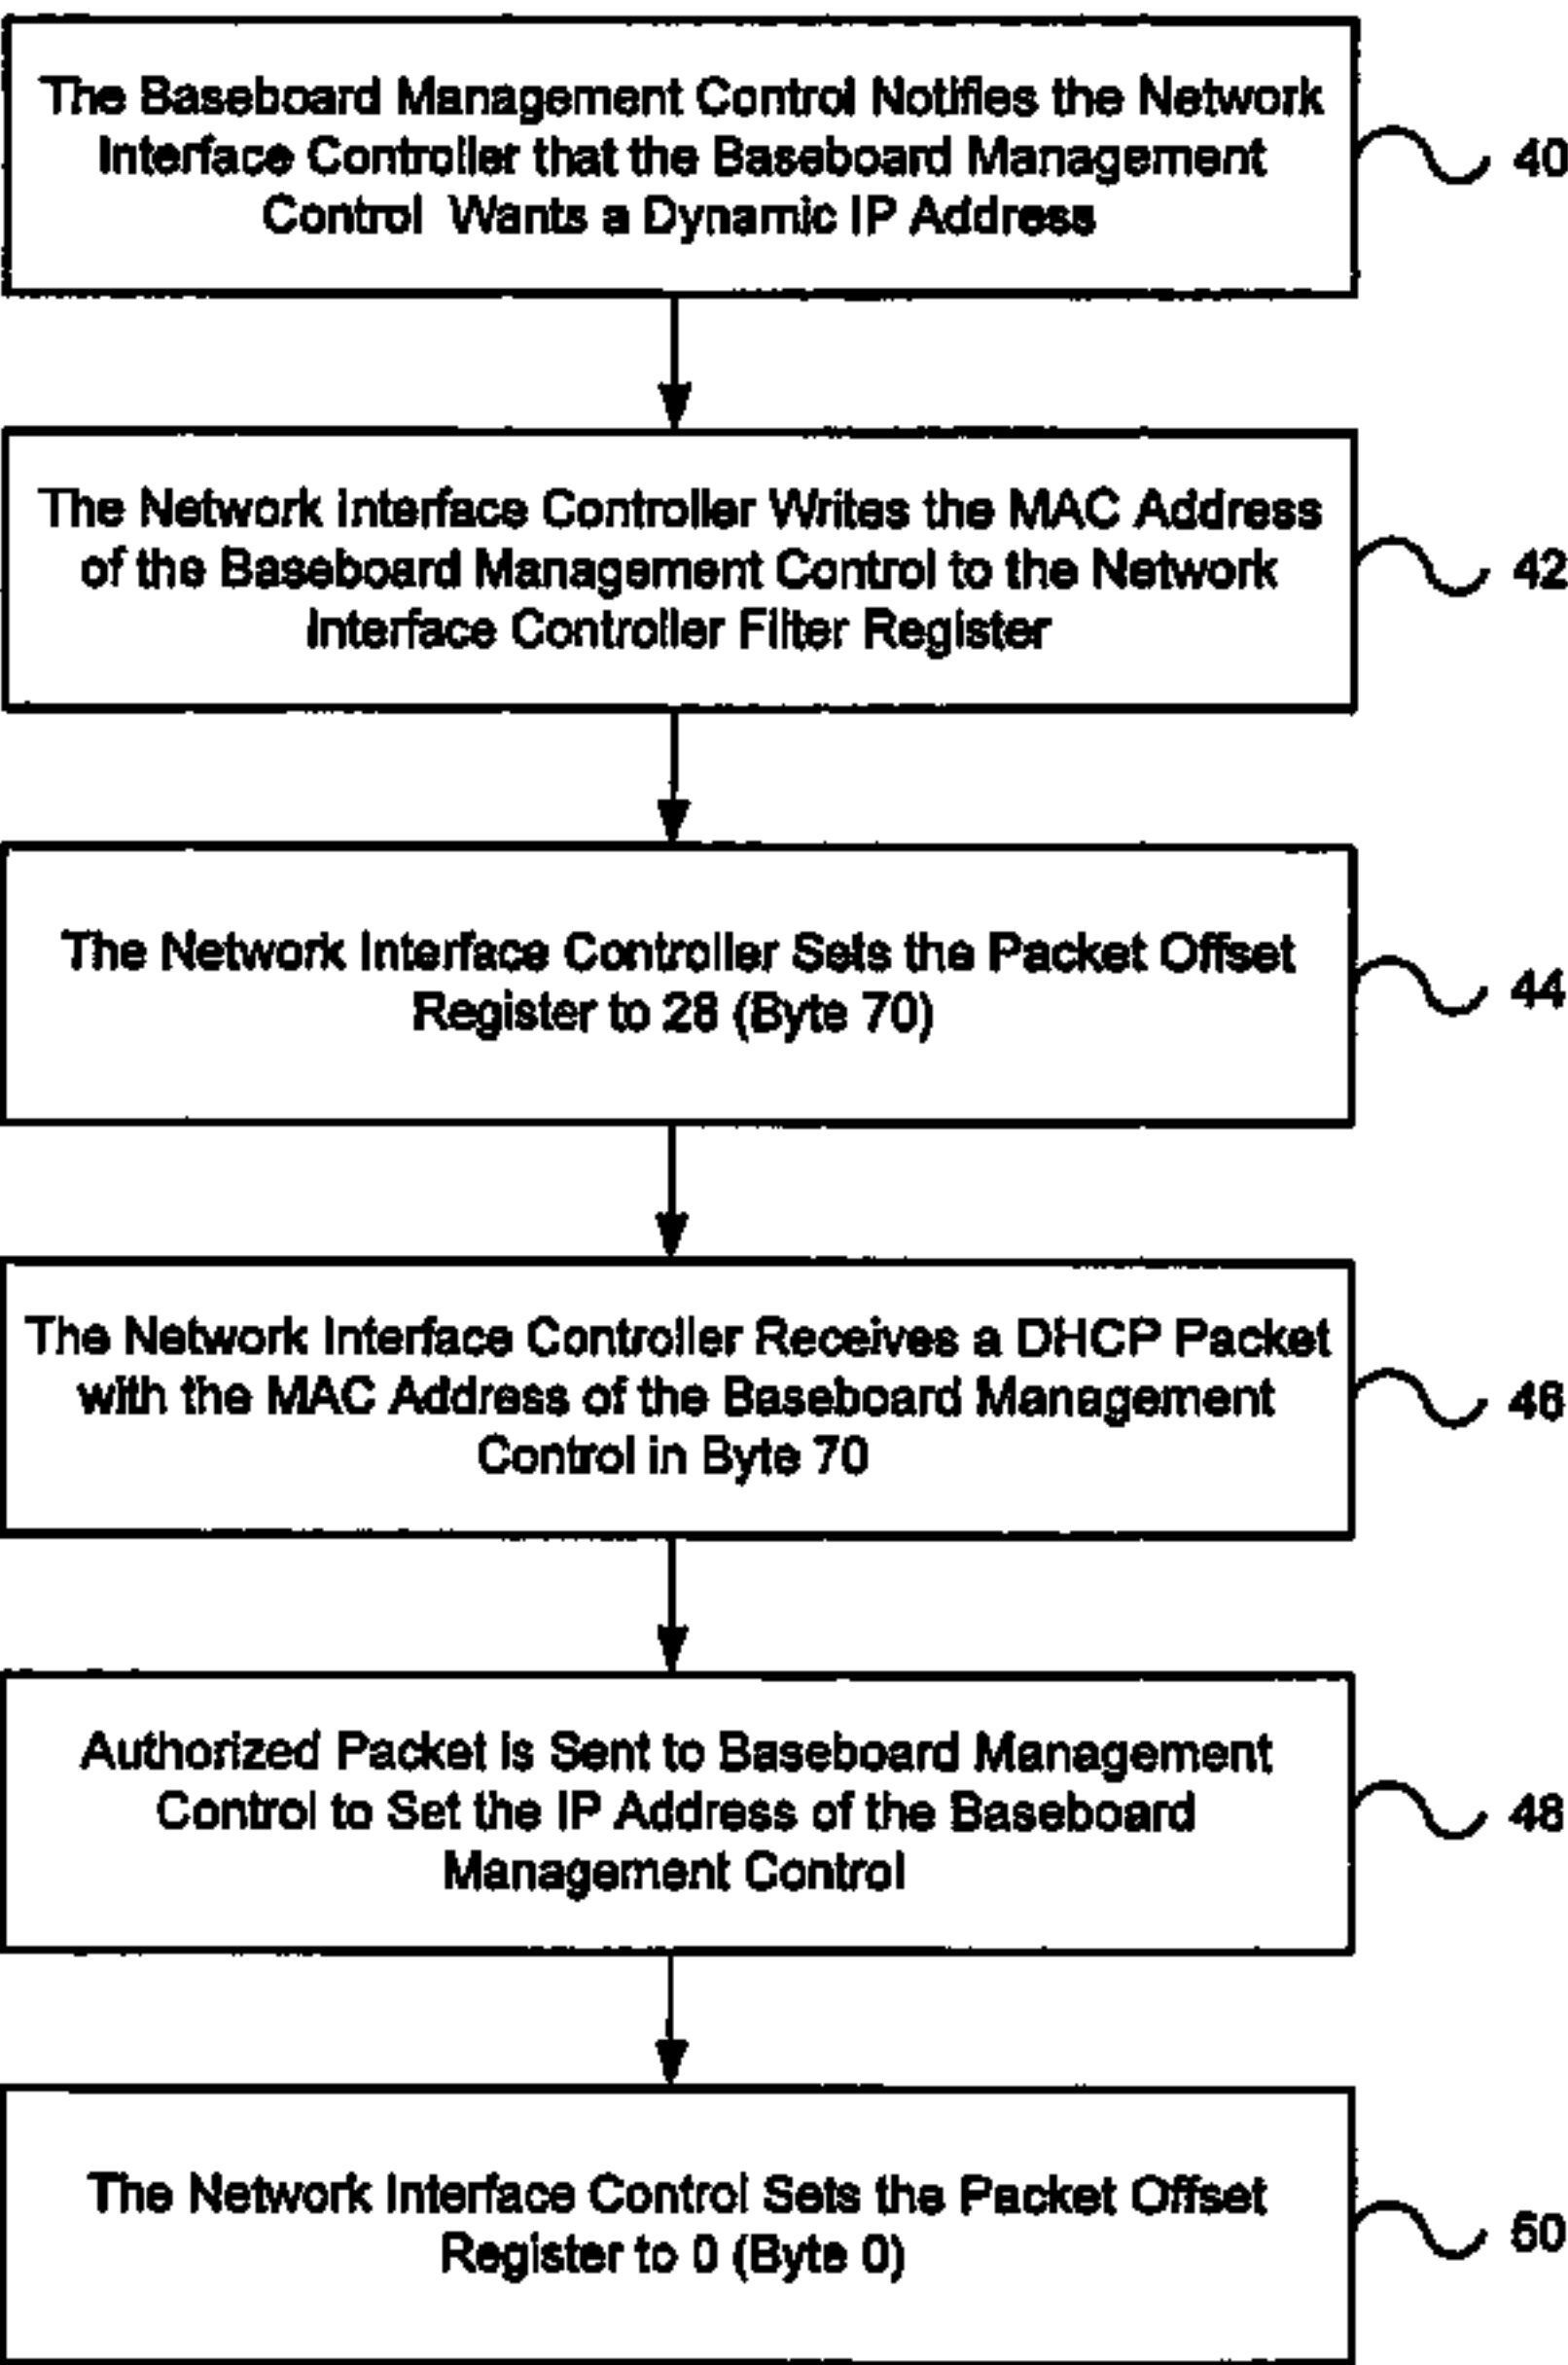 The Baseboard Management Control Notifies the Network
Interface Controller that the Baseboard Management
Control Wants a Dynamic IP Address
40
The Network Interface Controller Writes the MAC Address
of the Baseboard Management Control to the Network
Interface Controller Filter Register
42
The Network Interface Controller Sets the Packet Offset
Register to 28 (Byte 70)
44
The Network Interface Controller Receives a DHCP Packet
with the MAC Address of the Baseboard Management
Control in Byte 70
46
Authorized Packet is Sent to Baseboard Management
Control to Set the IP Address of the Baseboard
Management Control
48
The Network Interface Control Sets the Packet Offset
Register to 0 (Byte 0)
50